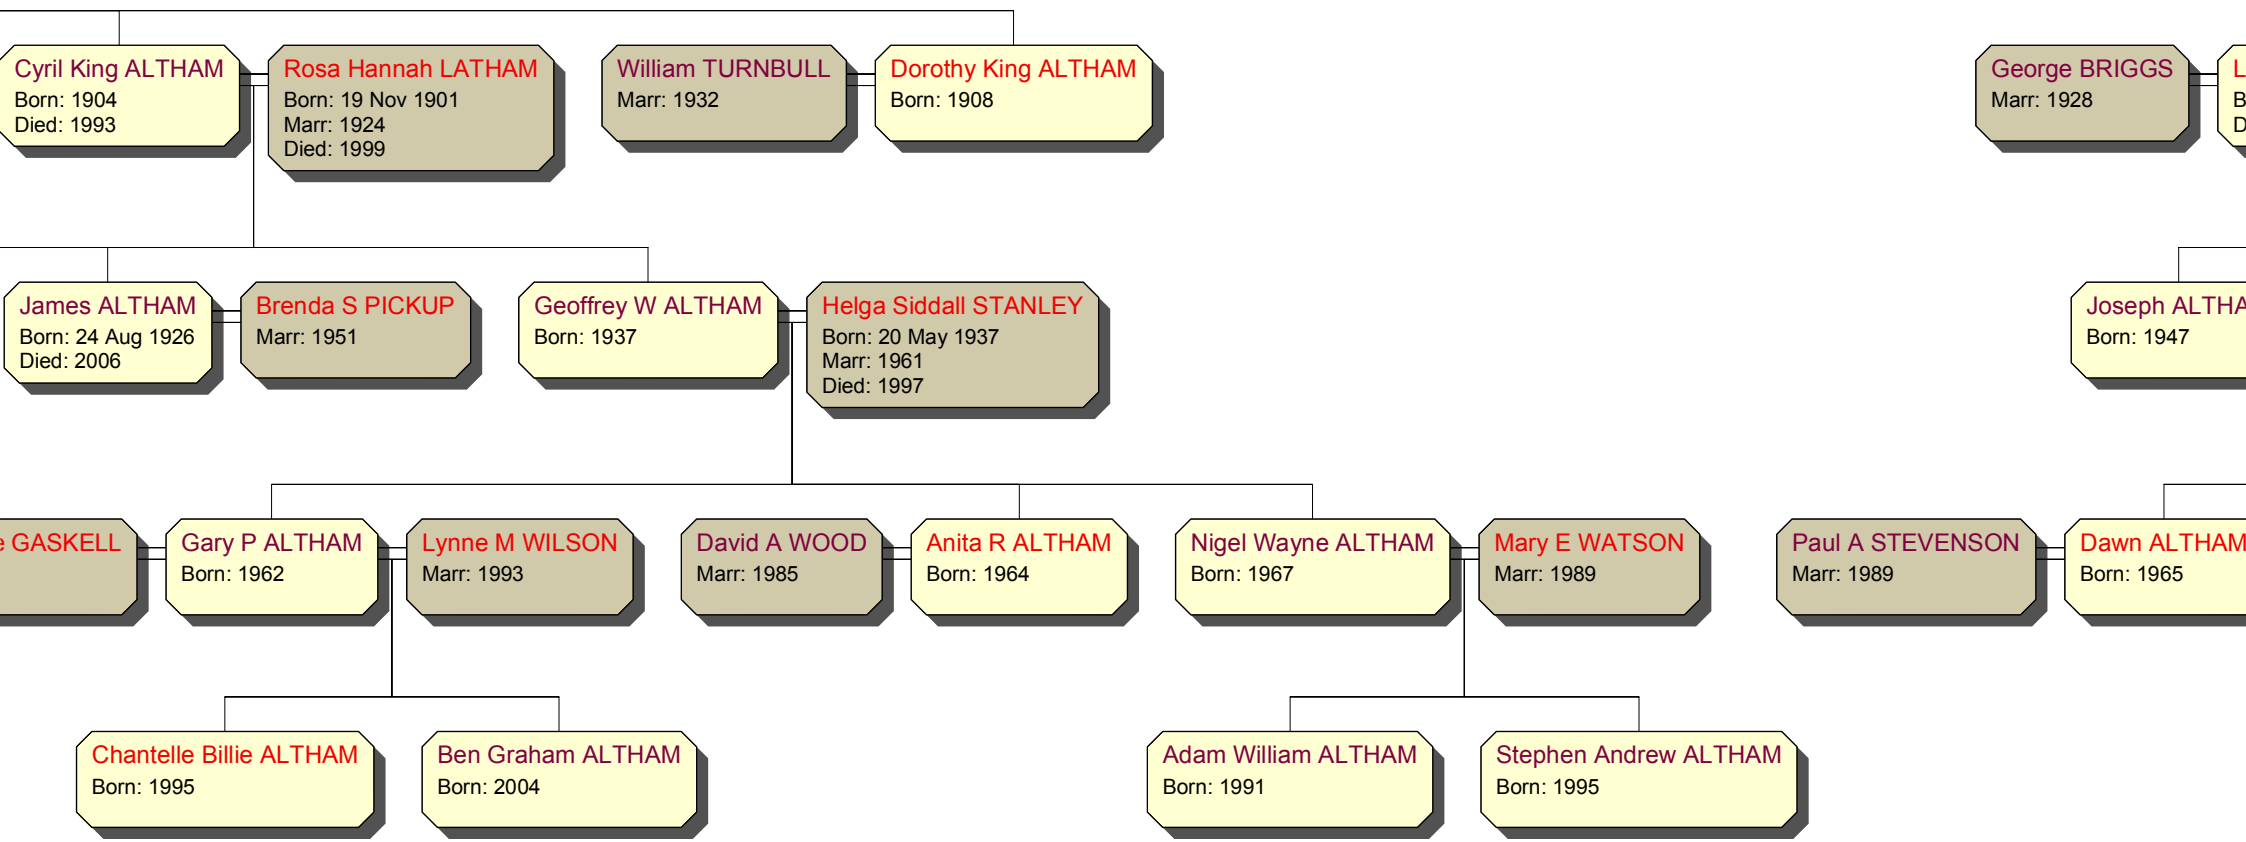 Cyril King ALTHAM
Born: 1904
Died: 1993
Rosa Hannah LATHAM
Born: 19 Nov 1901
Marr: 1924
Died: 1999
William TURNBULL
Marr: 1932
Dorothy King ALTHAM
Born: 1908
George BRIGGS
Marr: 1928
L
B
D
James ALTHAM
Born: 24 Aug 1926
Died: 2006
Brenda S PICKUP
Marr: 1951
Geoffrey W ALTHAM
Born: 1937
Helga Siddall STANLEY
Born: 20 May 1937
Marr: 1961
Died: 1997
Joseph ALTHA
Born: 1947
e GASKELL
Gary P ALTHAM
Born: 1962
Lynne M WILSON
Marr: 1993
David A WOOD
Marr: 1985
Anita R ALTHAM
Born: 1964
Nigel Wayne ALTHAM
Born: 1967
Mary E WATSON
Marr: 1989
Paul A STEVENSON
Marr: 1989
Dawn ALTHAM
Born: 1965
Chantelle Billie ALTHAM
Born: 1995
Ben Graham ALTHAM
Born: 2004
Adam William ALTHAM
Born: 1991
Stephen Andrew ALTHAM
Born: 1995